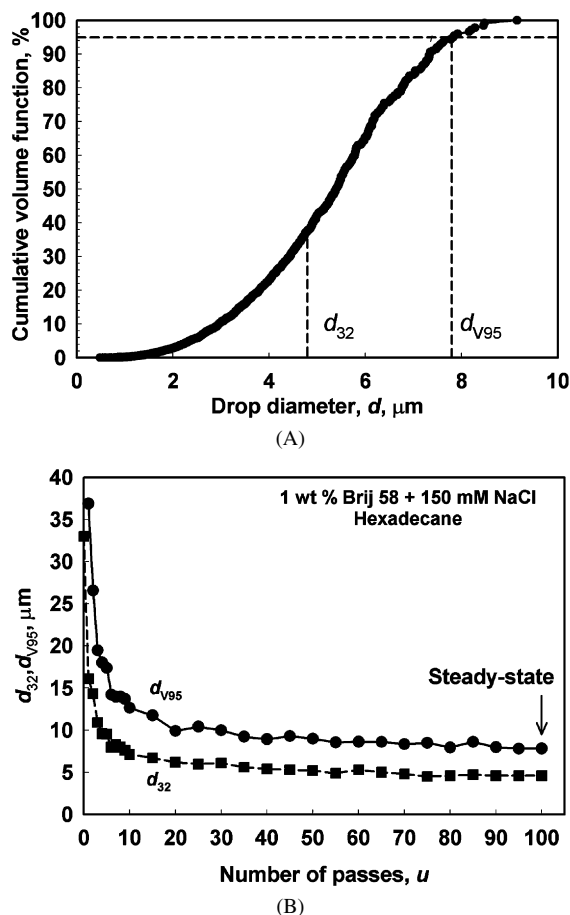 100
90
80
70
60
50
40
30
20
10
0
Cumulative volume function, %
d32
dV95
0 2 4 6 8 10
Drop diameter, d, μm
(A)
40
35
30
25
20
15
10
5
0
d32,dV95, μm
1 wt % Brij 58 + 150 mM NaCl
Hexadecane
Steady-state
dV95
d32
0 10 20 30 40 50 60 70 80 90 100
Number of passes, u
(B)